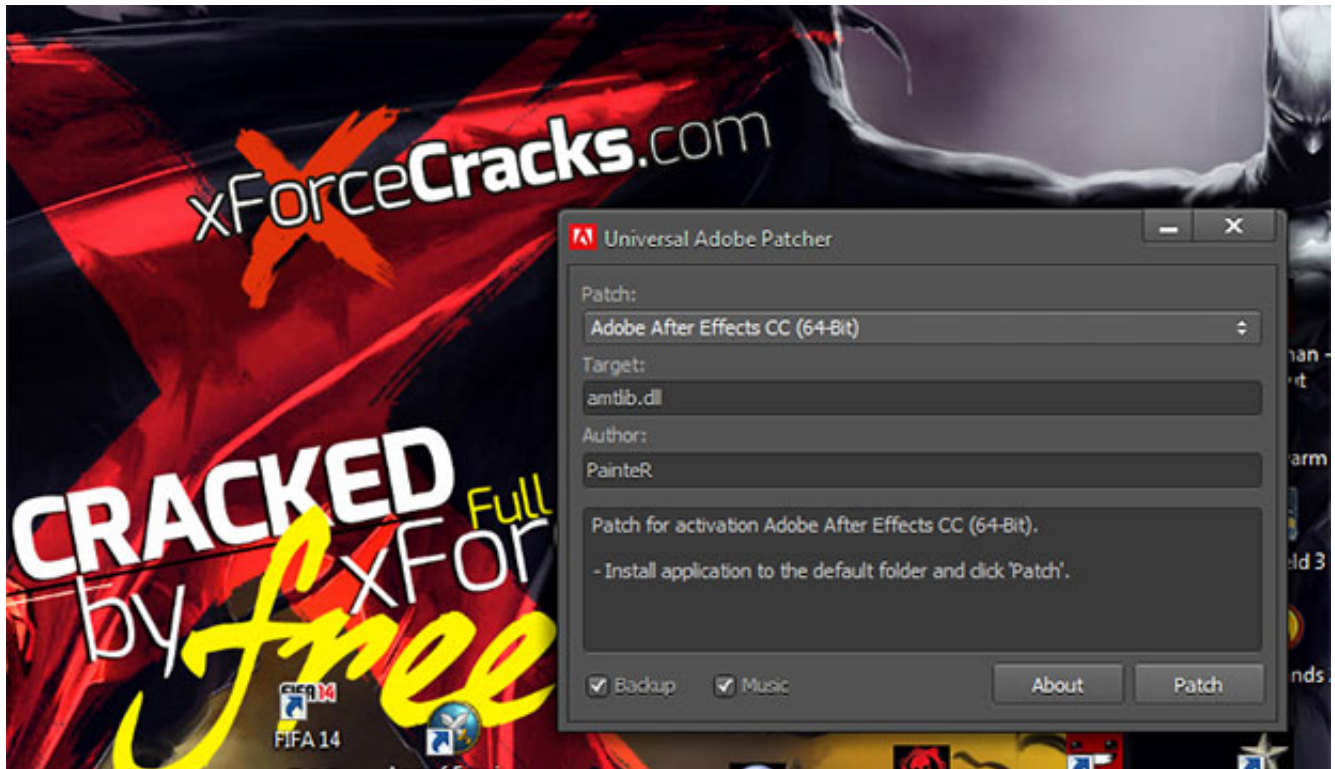 xForceCracks.com
Universal Adobe Patcher
Patch:
Adobe After Effects CC (64-Bit)
Target:
amtlib.dll
Author:
PainteR
Patch for activation Adobe After Effects CC (64-Bit).
- Install application to the default folder and click 'Patch'.
Backup
Music
About
Patch
CRACKED
Full
by xFor
free
FIFA 14
FIFA 14